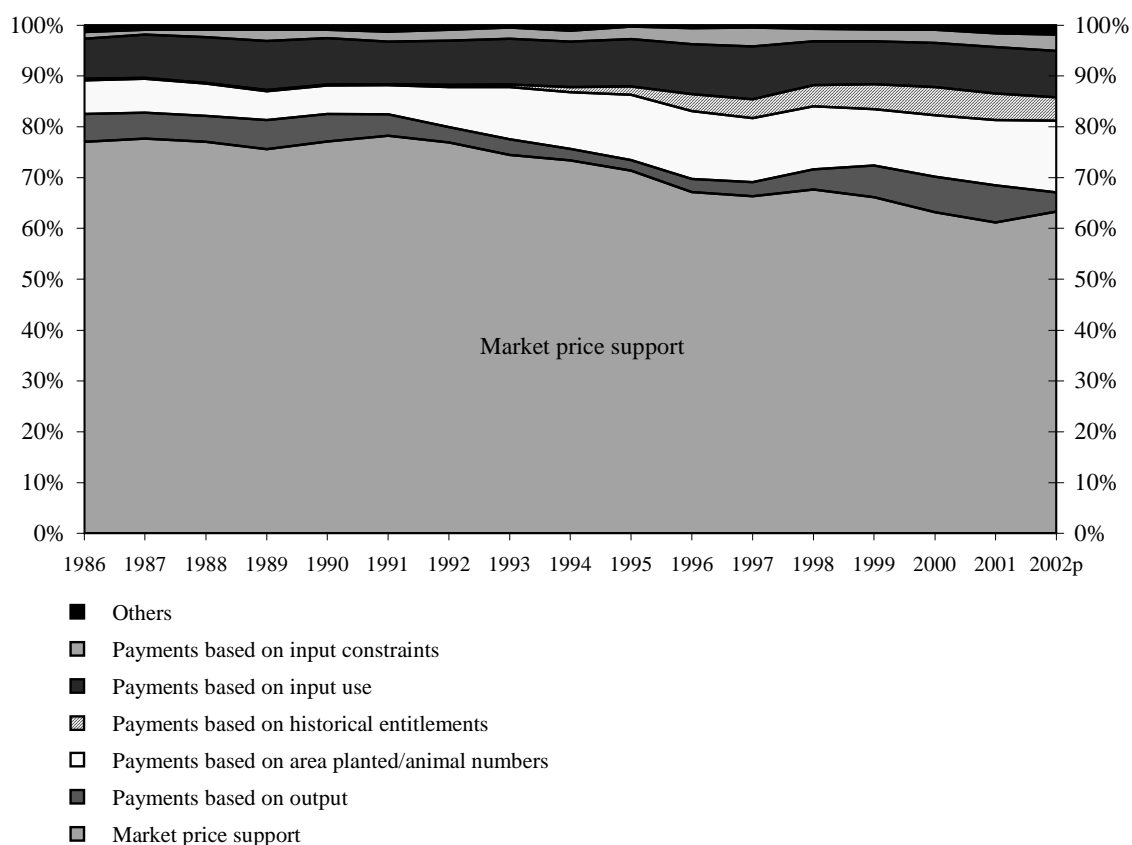 100% 100%
90% 90%
80% 80%
70% 70%
60% 60%
50% 50%
40% 40%
Market price support
30% 30%
20% 20%
10% 10%
0% 0%
1986 1987 1988 1989 1990 1991 1992 1993 1994 1995 1996 1997 1998 1999 2000 2001 2002p
Others
Payments based on input constraints
Payments based on input use
Payments based on historical entitlements
Payments based on area planted/animal numbers
Payments based on output
Market price support